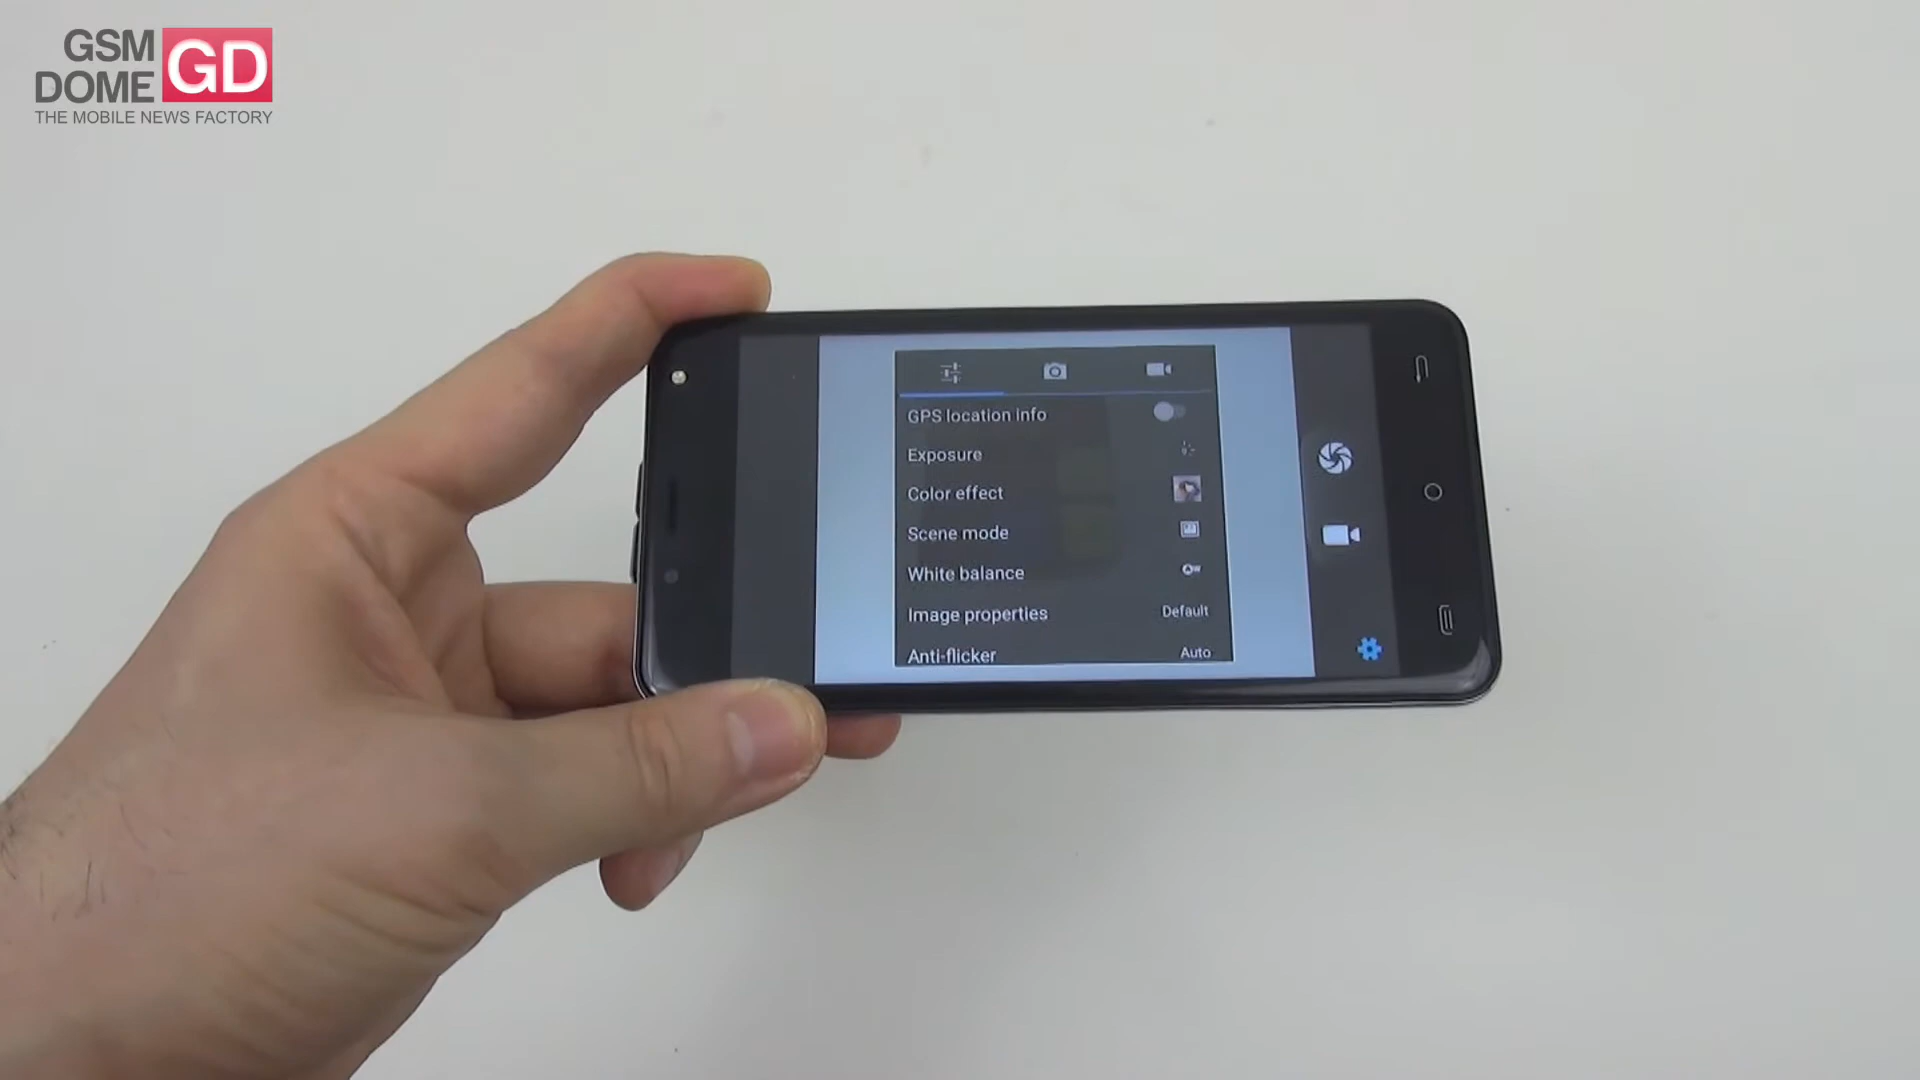 GSM
DOME GD
THE MOBILE NEWS FACTORY
GPS location info
Exposure
Color effect
Scene mode
White balance
Image properties Default
Anti-flicker Auto